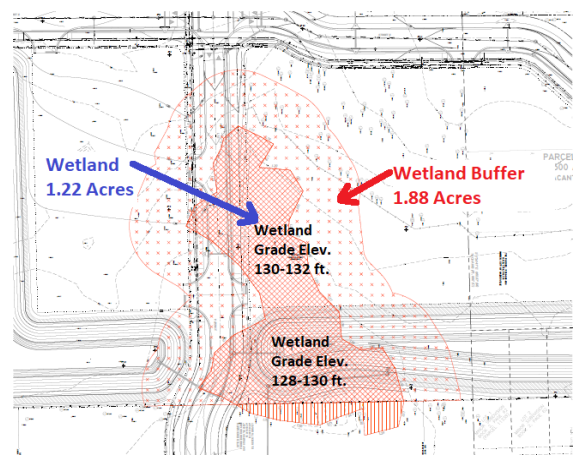 Wetland
1.22 Acres
Wetland Buffer
1.88 Acres
PARCEL
Wetland
Grade Elev.
130-132 ft.
Wetland
Grade Elev.
128-130 ft.